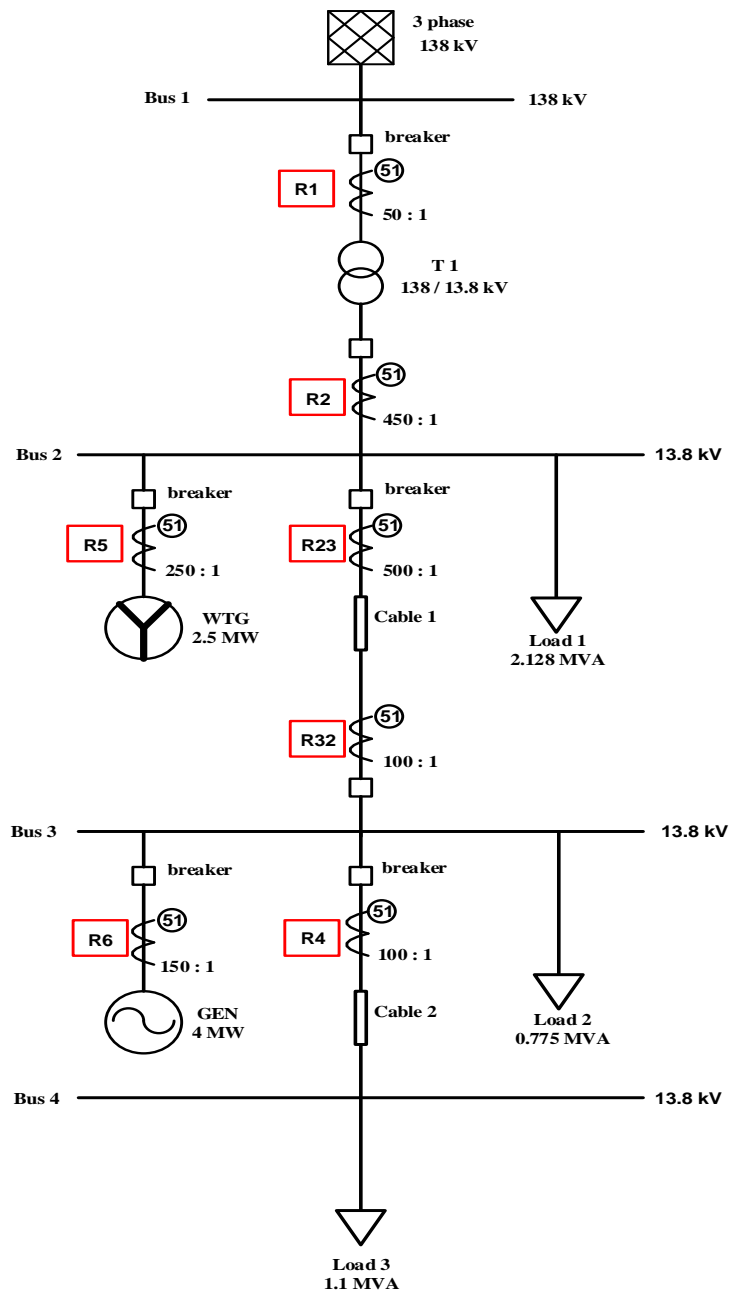 3 phase
138 kV
Bus 1
138 kV
breaker
51
R1
50 : 1
T 1
138 / 13.8 kV
51
R2
450 : 1
Bus 2
13.8 kV
breaker
breaker
51
51
R5
R23
250 : 1
500 : 1
WTG
2.5 MW
Cable 1
Load 1
2.128 MVA
51
R32
100 : 1
Bus 3
13.8 kV
breaker
breaker
51
51
R6
R4
150 : 1
100 : 1
GEN
4 MW
Cable 2
Load 2
0.775 MVA
Bus 4
13.8 kV
Load 3
1.1 MVA